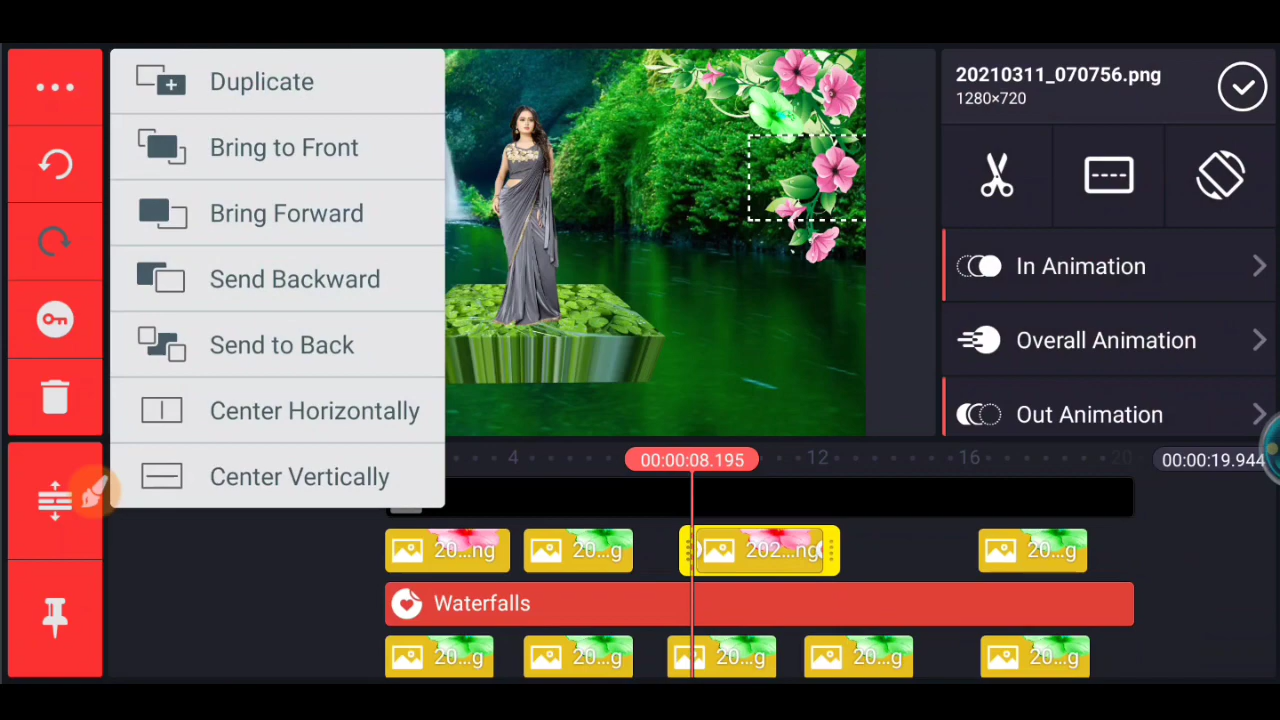 Duplicate
Bring to Front
Bring Forward
Send Backward
Send to Back
Center Horizontally
Center Vertically
20210311_070756.png
1280×720
In Animation
Overall Animation
Out Animation
4
00:00:08.195
12
16
20
00:00:19.944
20...ng
20...g
202...ng
20...g
Waterfalls
20...g
20...g
20...g
20...g
20...g